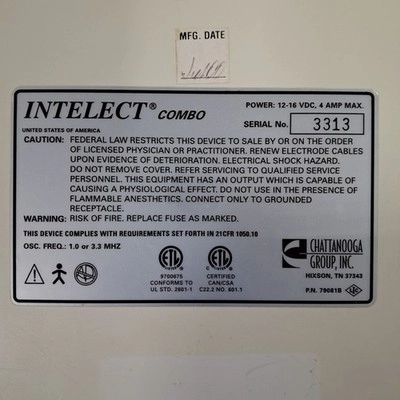 MFG. DATE
INTELECT® COMBO
POWER: 12-16 VDC, 4 AMP MAX.
SERIAL No. 3313
UNITED STATES OF AMERICA
CAUTION: FEDERAL LAW RESTRICTS THIS DEVICE TO SALE BY OR ON THE ORDER
OF LICENSED PHYSICIAN OR PRACTITIONER. RENEW ELECTRODE CABLES
UPON EVIDENCE OF DETERIORATION. ELECTRICAL SHOCK HAZARD.
DO NOT REMOVE COVER. REFER SERVICING TO QUALIFIED SERVICE
PERSONNEL. THIS EQUIPMENT HAS AN OUTPUT WHICH IS CAPABLE OF
CAUSING A PHYSIOLOGICAL EFFECT. DO NOT USE IN THE PRESENCE OF
FLAMMABLE ANESTHETICS. CONNECT ONLY TO GROUNDED
RECEPTACLE.
WARNING: RISK OF FIRE. REPLACE FUSE AS MARKED.
THIS DEVICE COMPLIES WITH REQUIREMENTS SET FORTH IN 21CFR 1050.10
OSC. FREQ.: 1.0 or 3.3 MHZ
ETL
9700675
CONFORMS TO
UL STD. 2601-1
ETL
CERTIFIED
CAN/CSA
C22.2 NO. 601.1
CHATTANOOGA
GROUP, INC.
HIXSON, TN 37343
P.N. 79081B